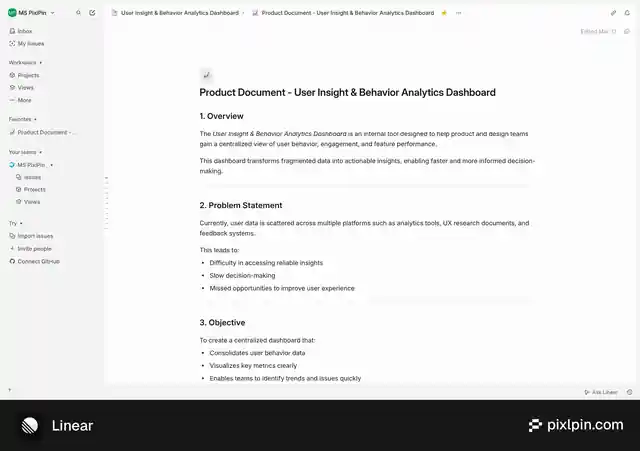 MS PixlPin
User Insight & Behavior Analytics Dashboard
Product Document - User Insight & Behavior Analytics Dashboard
Edited Mar 17
Inbox
My issues
Workspace
Projects
Views
More
Favorites
Product Document - ...
Your teams
MS PixlPin
Issues
Projects
Views
Try
Import issues
Invite people
Connect GitHub
Product Document - User Insight & Behavior Analytics Dashboard
1. Overview
The User Insight & Behavior Analytics Dashboard is an internal tool designed to help product and design teams
gain a centralized view of user behavior, engagement, and feature performance.
This dashboard transforms fragmented data into actionable insights, enabling faster and more informed decision-
making.
2. Problem Statement
Currently, user data is scattered across multiple platforms such as analytics tools, UX research documents, and
feedback systems.
This leads to:
• Difficulty in accessing reliable insights
• Slow decision-making
• Missed opportunities to improve user experience
3. Objective
To create a centralized dashboard that:
• Consolidates user behavior data
• Visualizes key metrics clearly
• Enables teams to identify trends and issues quickly
?
Ask Linear
Linear
pixlpin.com